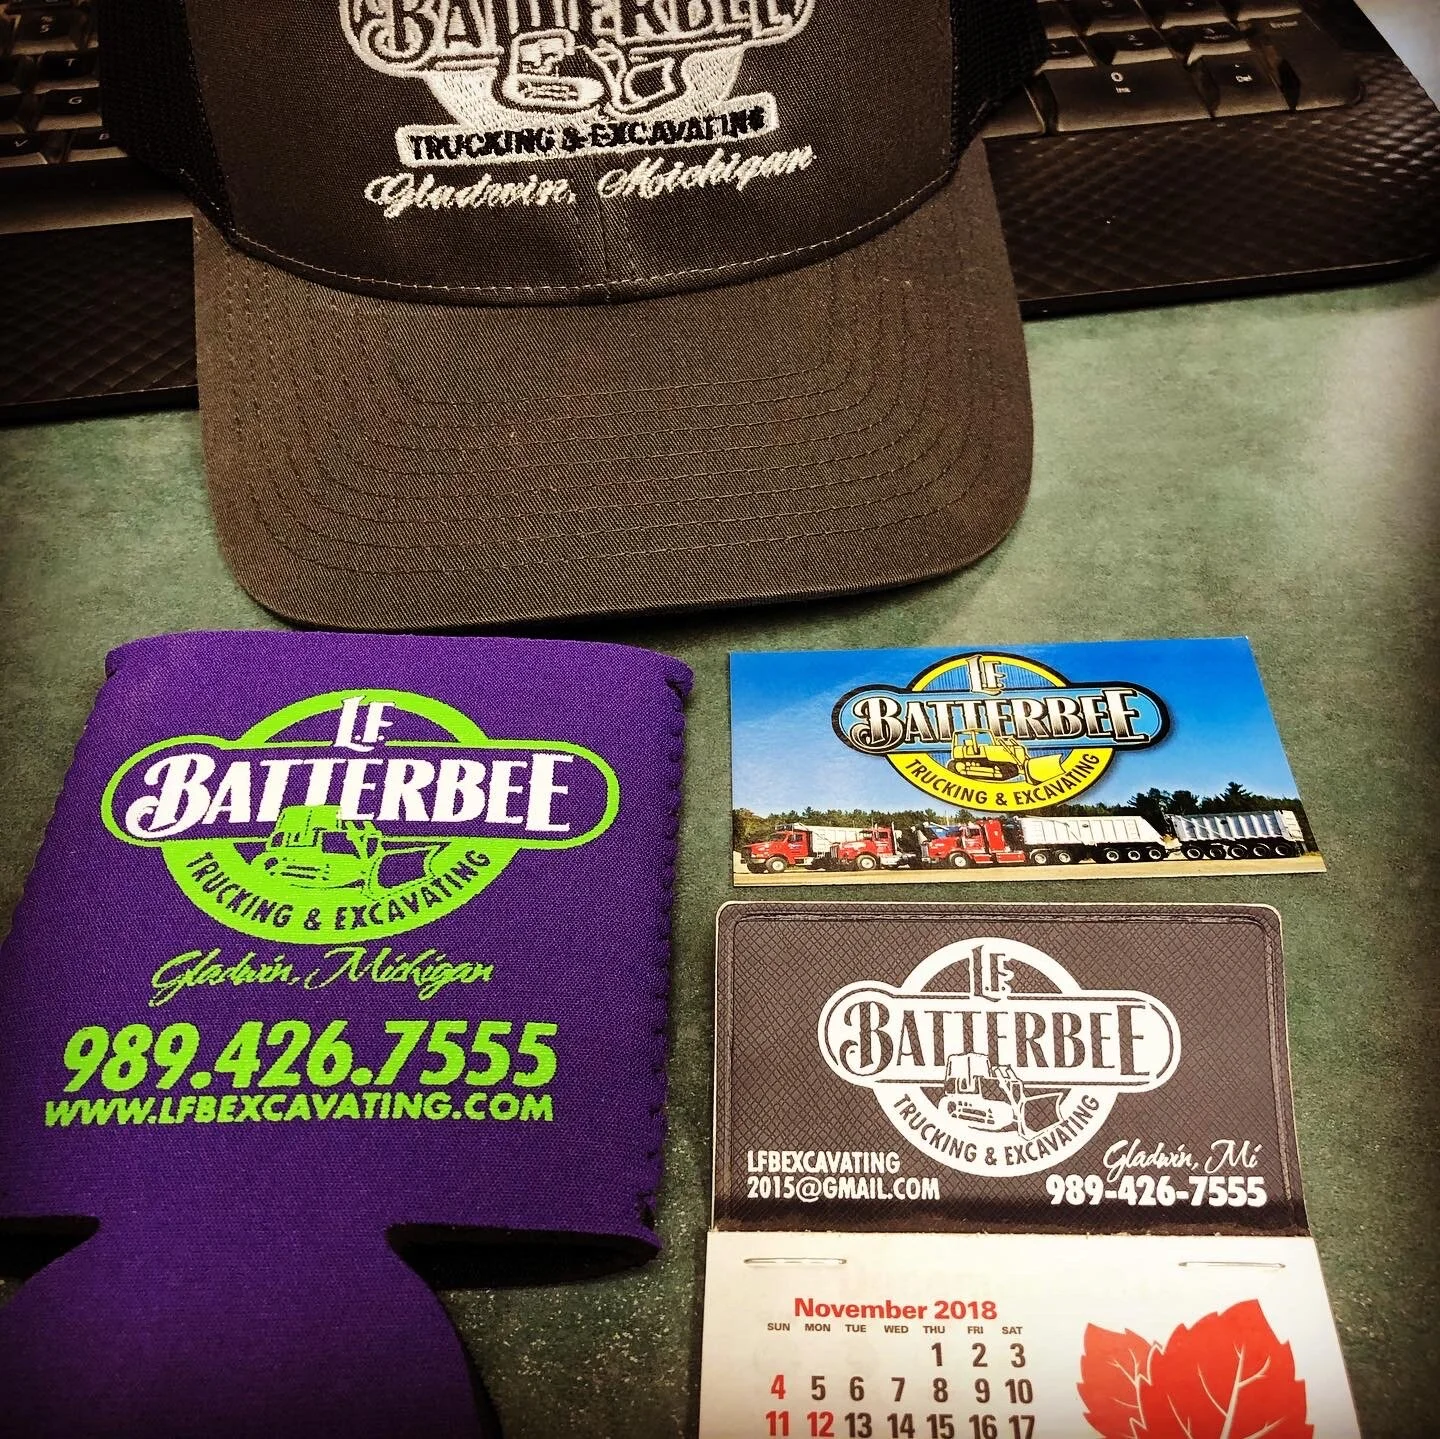 BATTERBEE
TRUCKING & EXCAVATING
Gladwin, Michigan
L.F.
BATTERBEE
TRUCKING & EXCAVATING
Gladwin, Michigan
989.426.7555
WWW.LFBEXCAVATING.COM
L.F.
BATTERBEE
TRUCKING & EXCAVATING
L.F.
BATTERBEE
TRUCKING & EXCAVATING
LFBEXCAVATING
2015@GMAIL.COM
Gladwin, Mi
989-426-7555
November 2018
SUN MON TUE WED THU FRI SAT
1 2 3
4 5 6 7 8 9 10
11 12 13 14 15 16 17